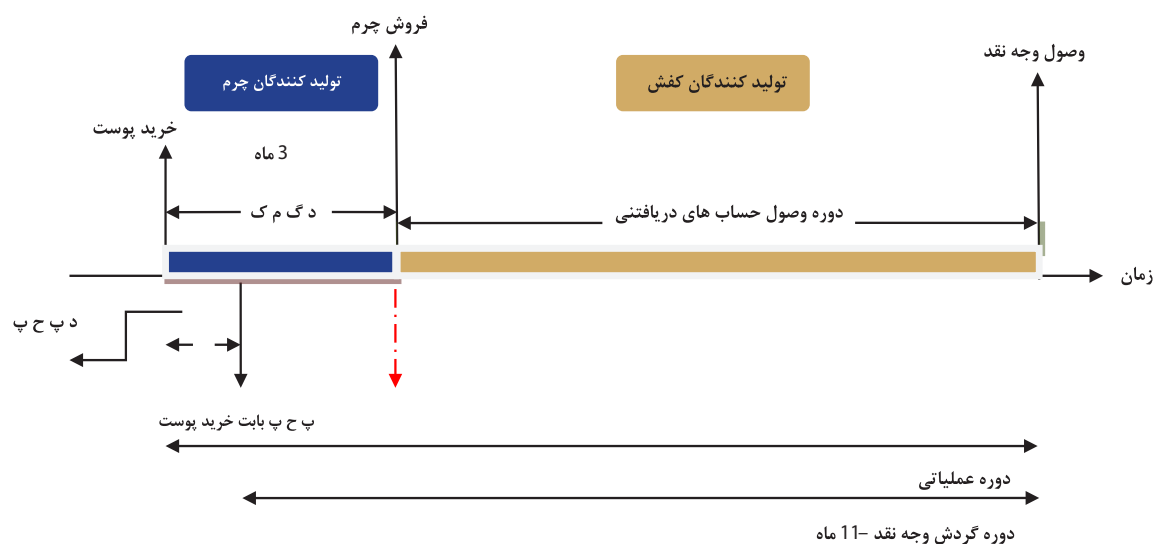 فروش چرم
وصول وجه نقد
تولید کنندگان چرم
تولید کنندگان کفش
خرید پوست
3 ماه
د گ م ک
دوره وصول حساب های دریافتنی
زمان
د پ ح پ
پ ح پ بابت خرید پوست
دوره عملیاتی
دوره گردش وجه نقد –11 ماه